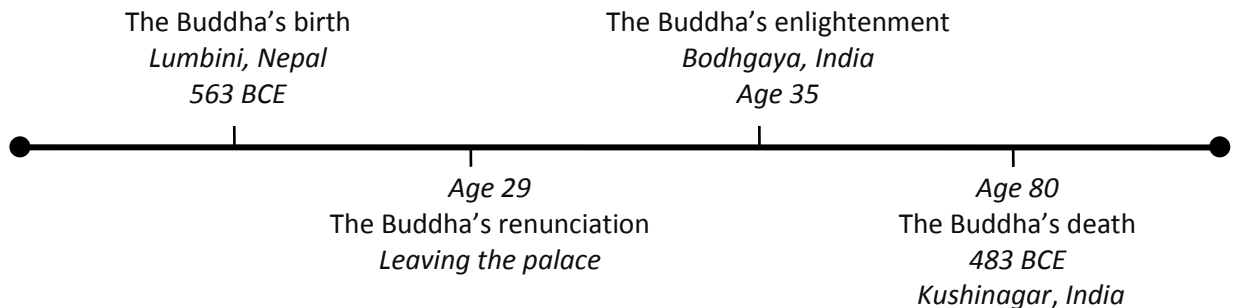 The Buddha’s birth
Lumbini, Nepal
563 BCE
Age 29
The Buddha’s renunciation
Leaving the palace
The Buddha’s enlightenment
Bodhgaya, India
Age 35
Age 80
The Buddha’s death
483 BCE
Kushinagar, India